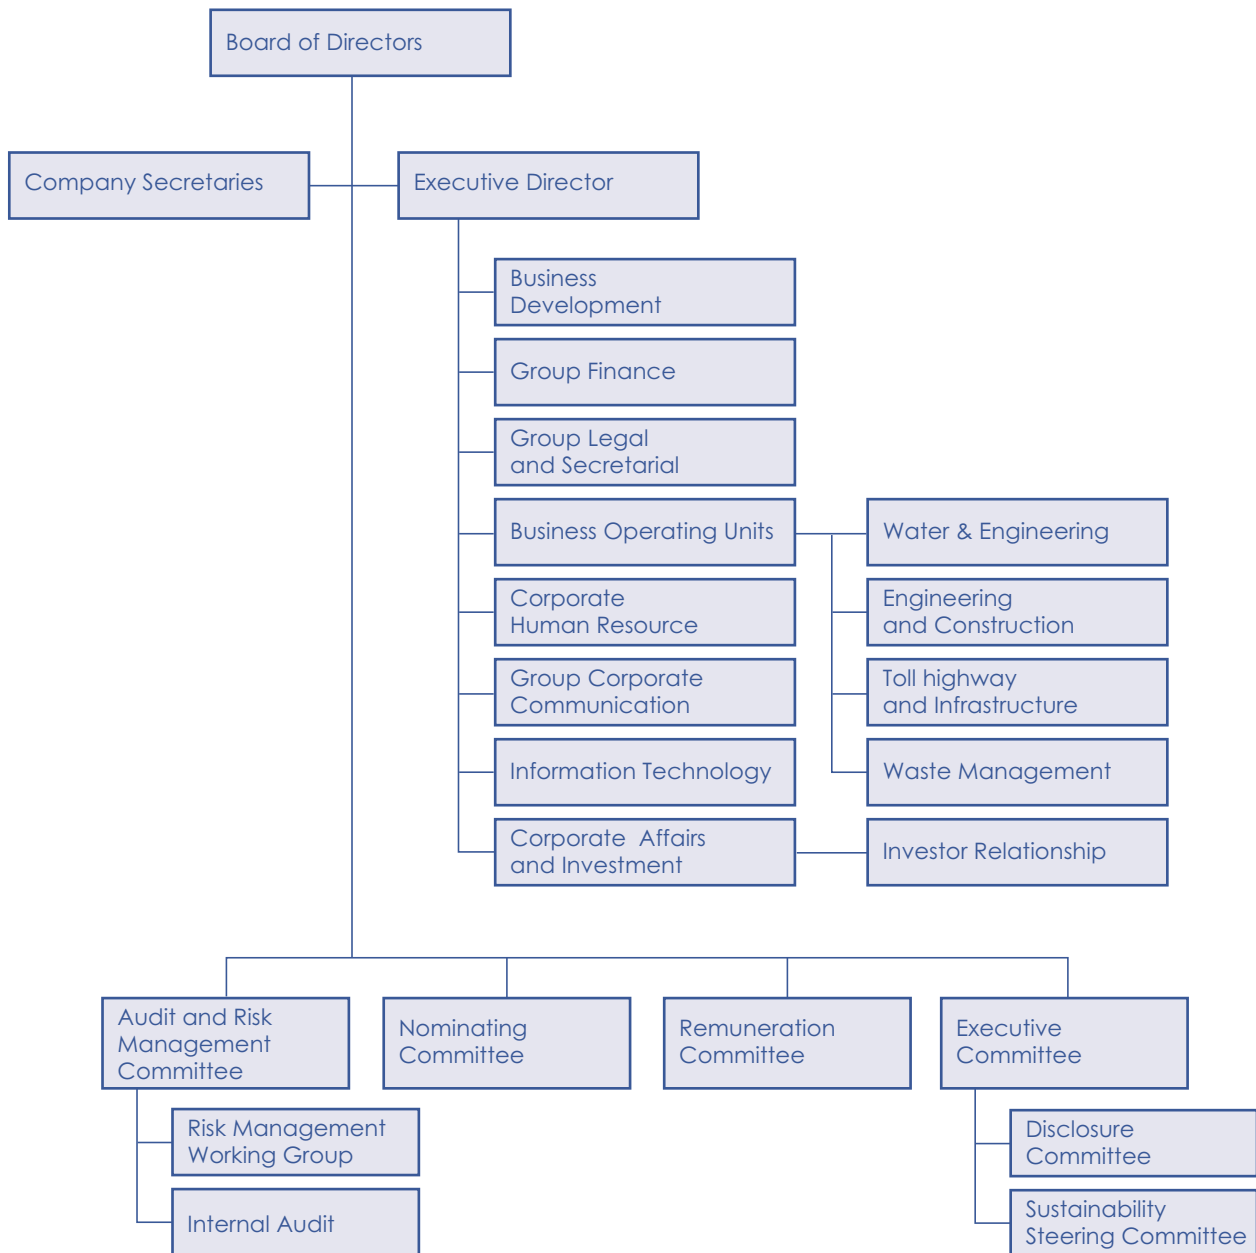 Board of Directors
Company Secretaries
Executive Director
Business
Development
Group Finance
Group Legal
and Secretarial
Business Operating Units
Water & Engineering
Corporate
Human Resource
Engineering
and Construction
Group Corporate
Communication
Toll highway
and Infrastructure
Information Technology
Waste Management
Corporate Affairs
and Investment
Investor Relationship
Audit and Risk
Management
Committee
Nominating
Committee
Remuneration
Committee
Executive
Committee
Risk Management
Working Group
Internal Audit
Disclosure
Committee
Sustainability
Steering Committee